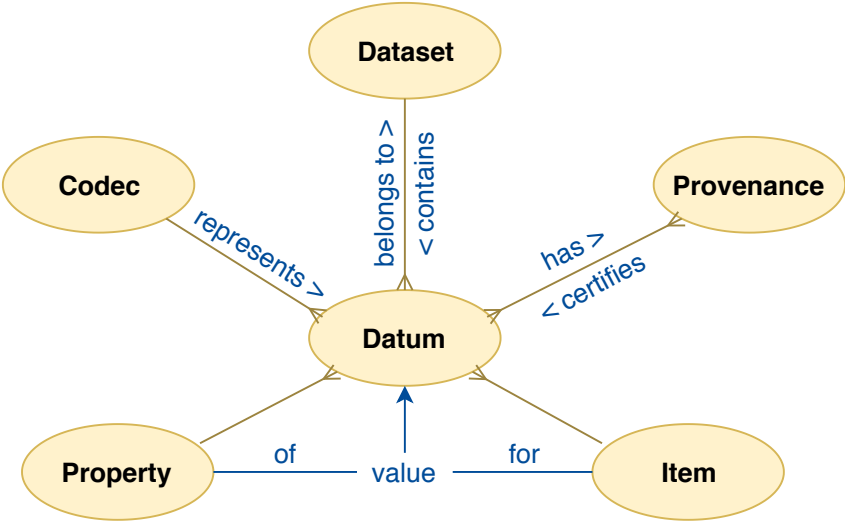 Dataset
belongs to >
< contains
Codec
Provenance
represents >
has >
< certifies
Datum
Property
of
value
for
Item